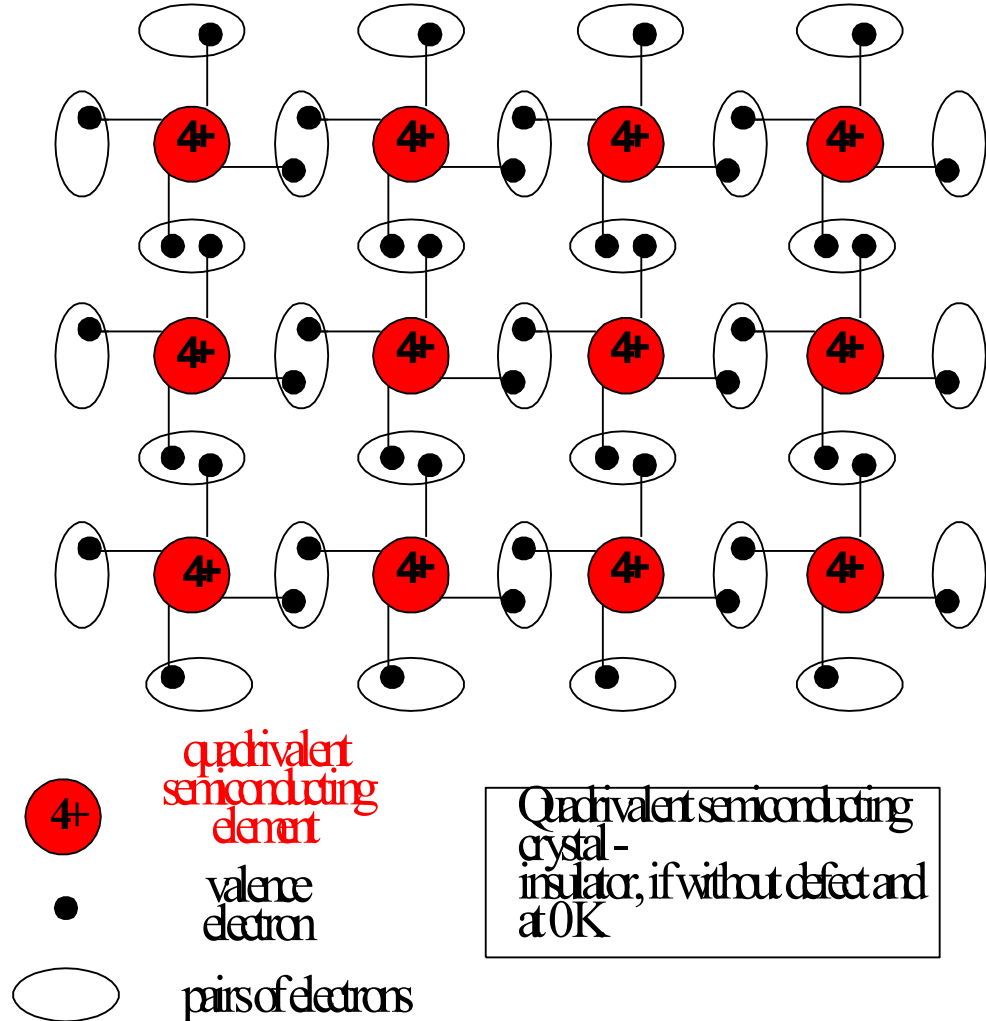 4+ 4+ 4+ 4+
4+ 4+ 4+ 4+
4+ 4+ 4+ 4+
quadrivalent
semiconducting
element
4+
valence
electron
pairs of electrons
Quadrivalent semiconducting
crystal -
insulator, if without defect and
at 0 K